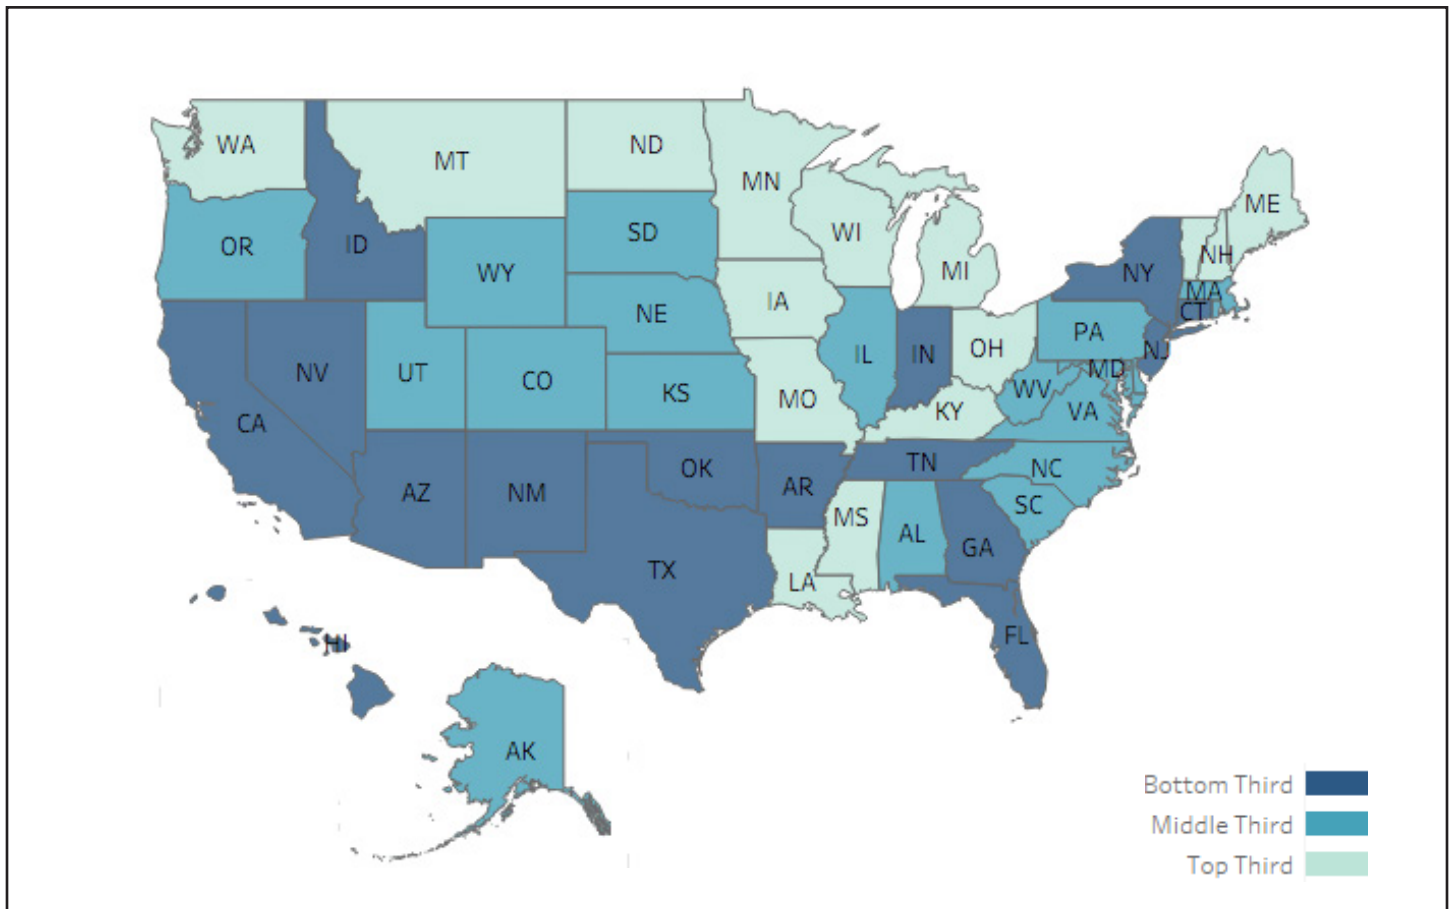 WA
MT
ND
MN
ME
OR
ID
WY
SD
WI
MI
NH
NY
MA
CT
NE
IA
PA
NJ
NV
UT
CO
KS
IL
IN
OH
MD
WV
VA
CA
MO
KY
AZ
NM
OK
AR
TN
NC
SC
MS
AL
GA
TX
LA
FL
HI
AK
Bottom Third
Middle Third
Top Third